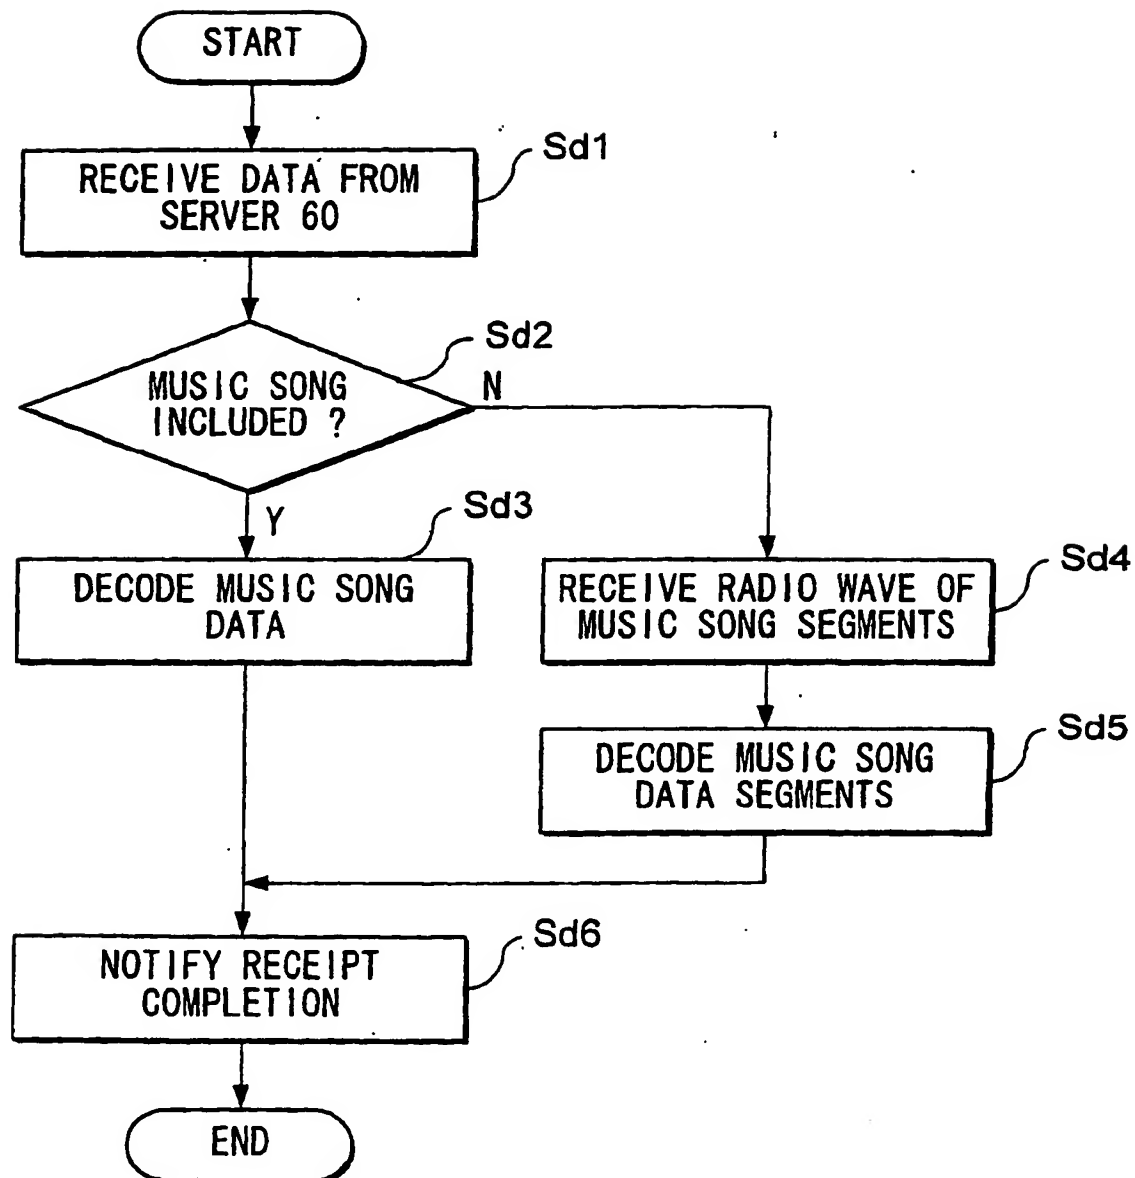 START
Sd1
RECEIVE DATA FROM
SERVER 60
Sd2
MUSIC SONG
INCLUDED ?
N
Y
Sd3
DECODE MUSIC SONG
DATA
Sd4
RECEIVE RADIO WAVE OF
MUSIC SONG SEGMENTS
Sd5
DECODE MUSIC SONG
DATA SEGMENTS
Sd6
NOTIFY RECEIPT
COMPLETION
END